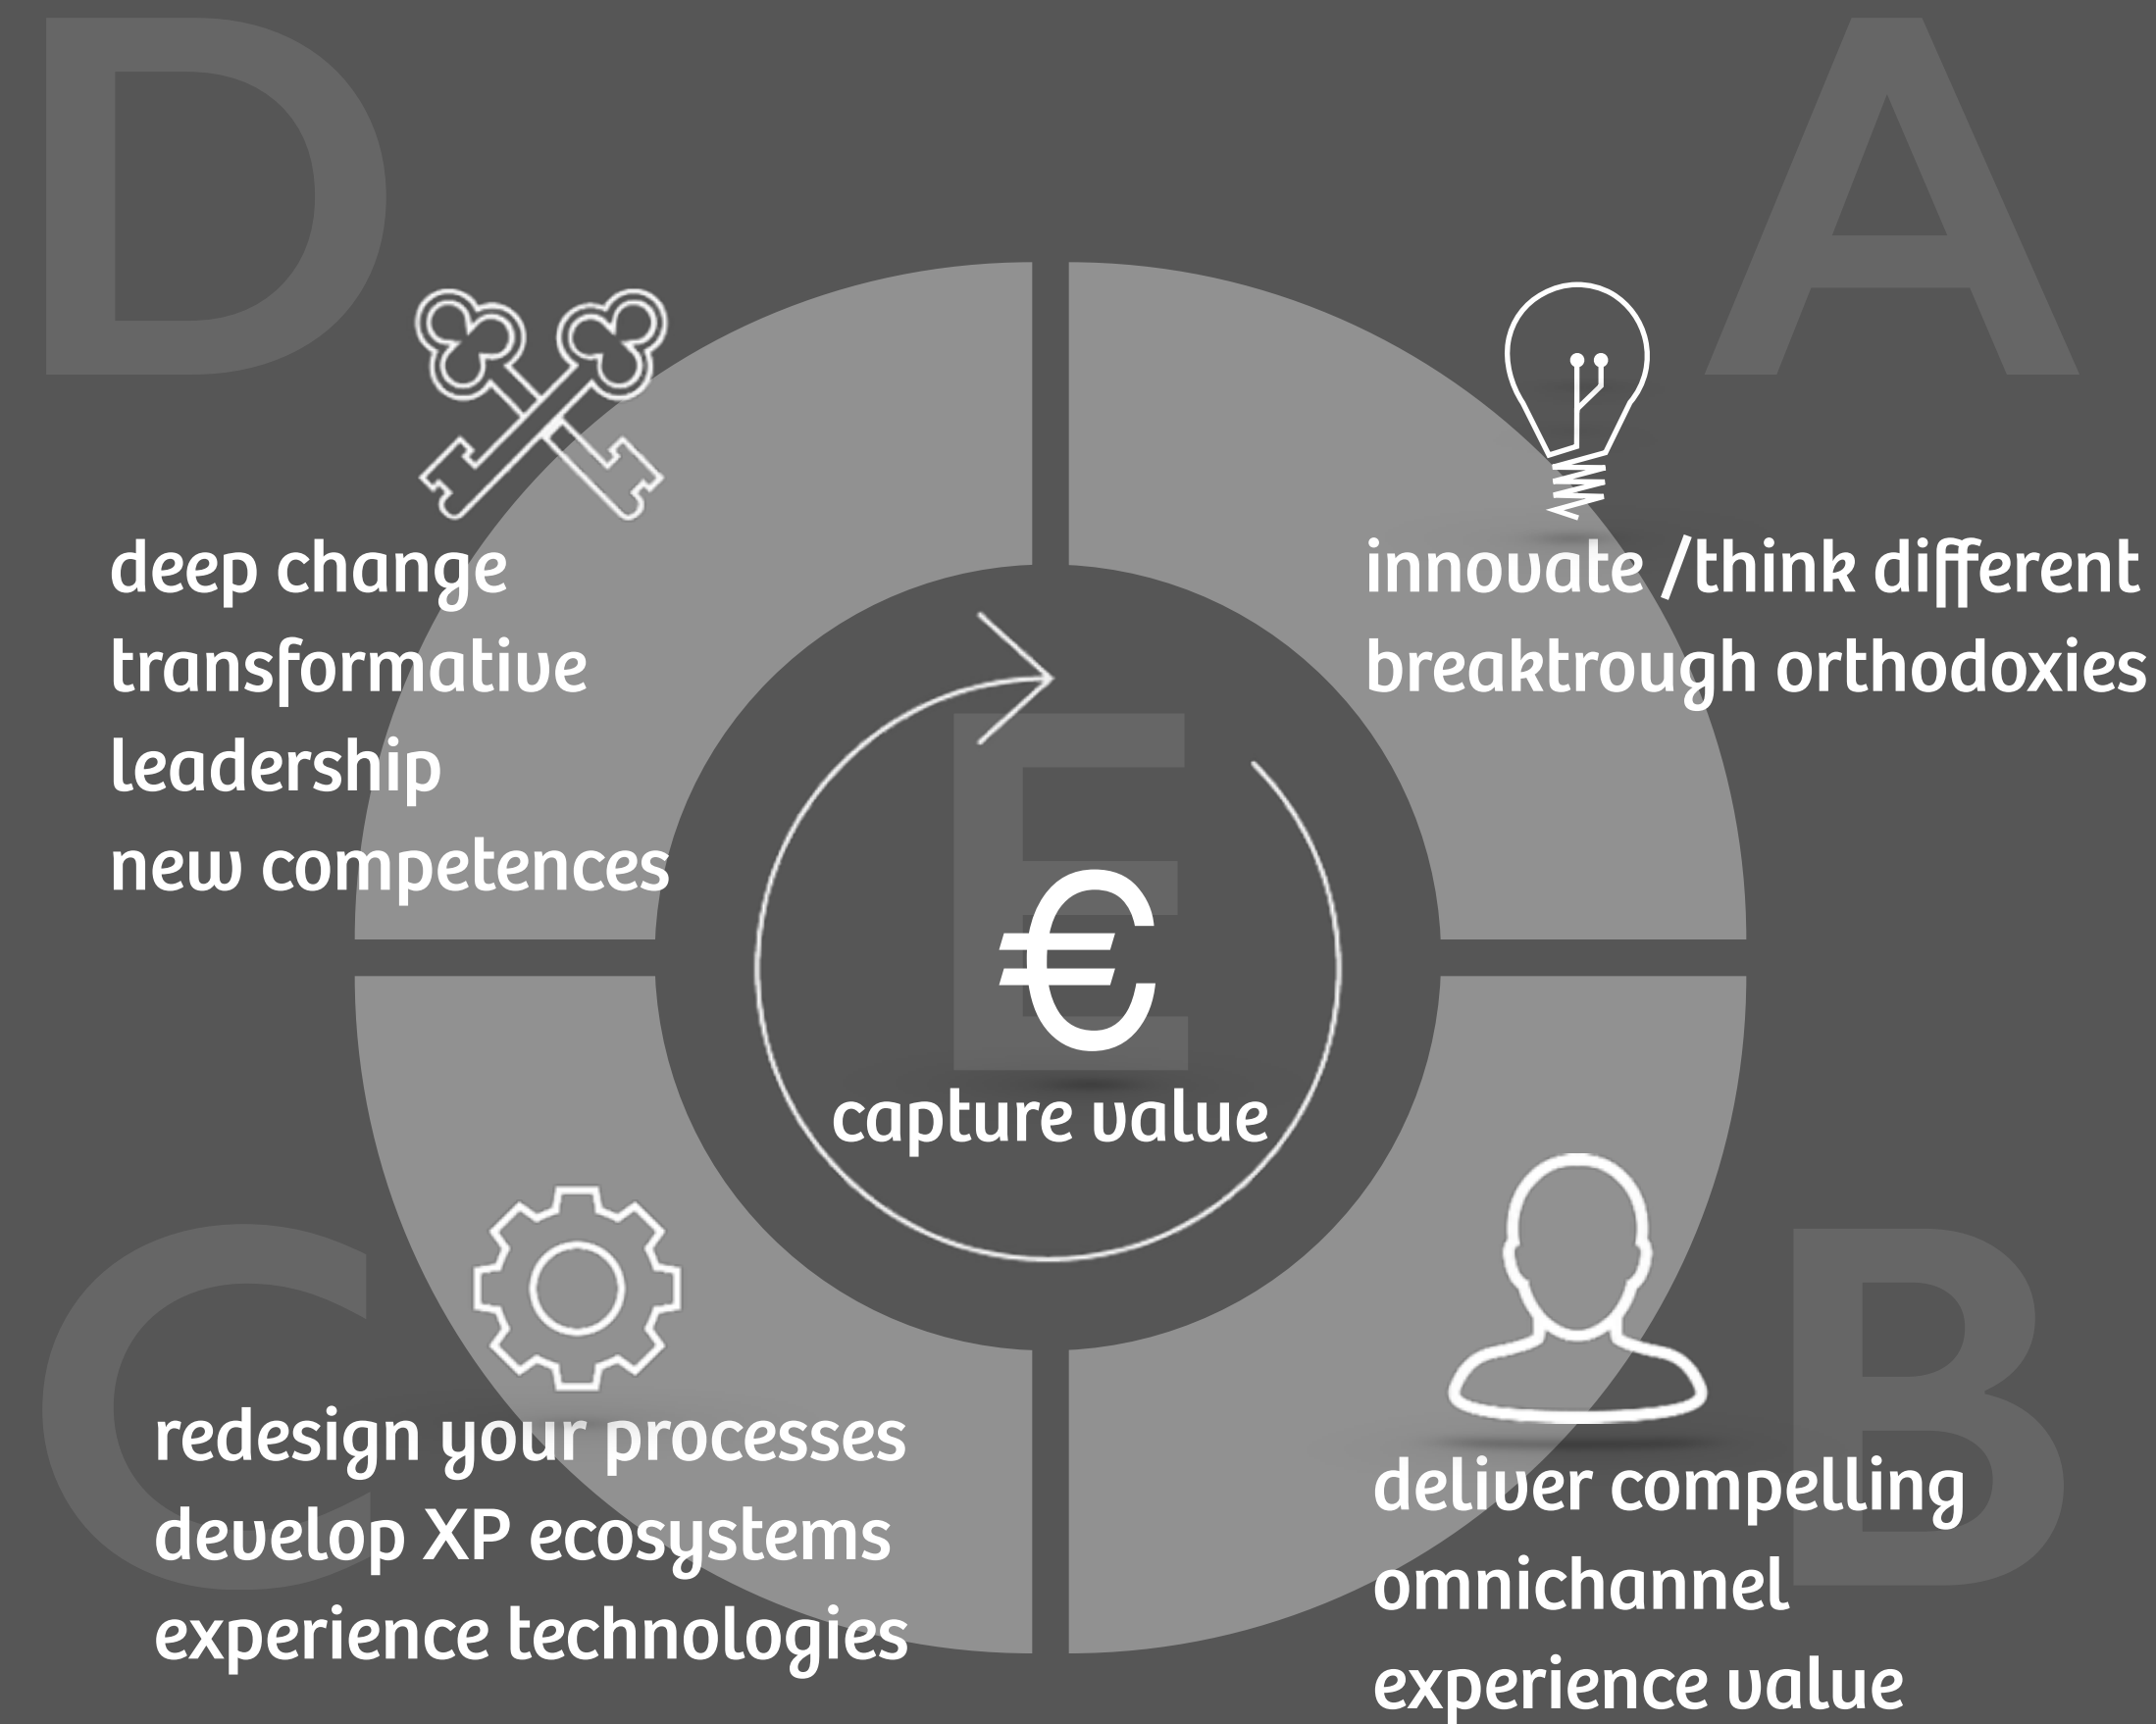 D
deep change
transformative
leadership
new competences
A
innovate /think different
breaktrough orthodoxies
E
€
capture value
C
redesign your processes
develop XP ecosystems
experience technologies
B
deliver compelling
omnichannel
experience value